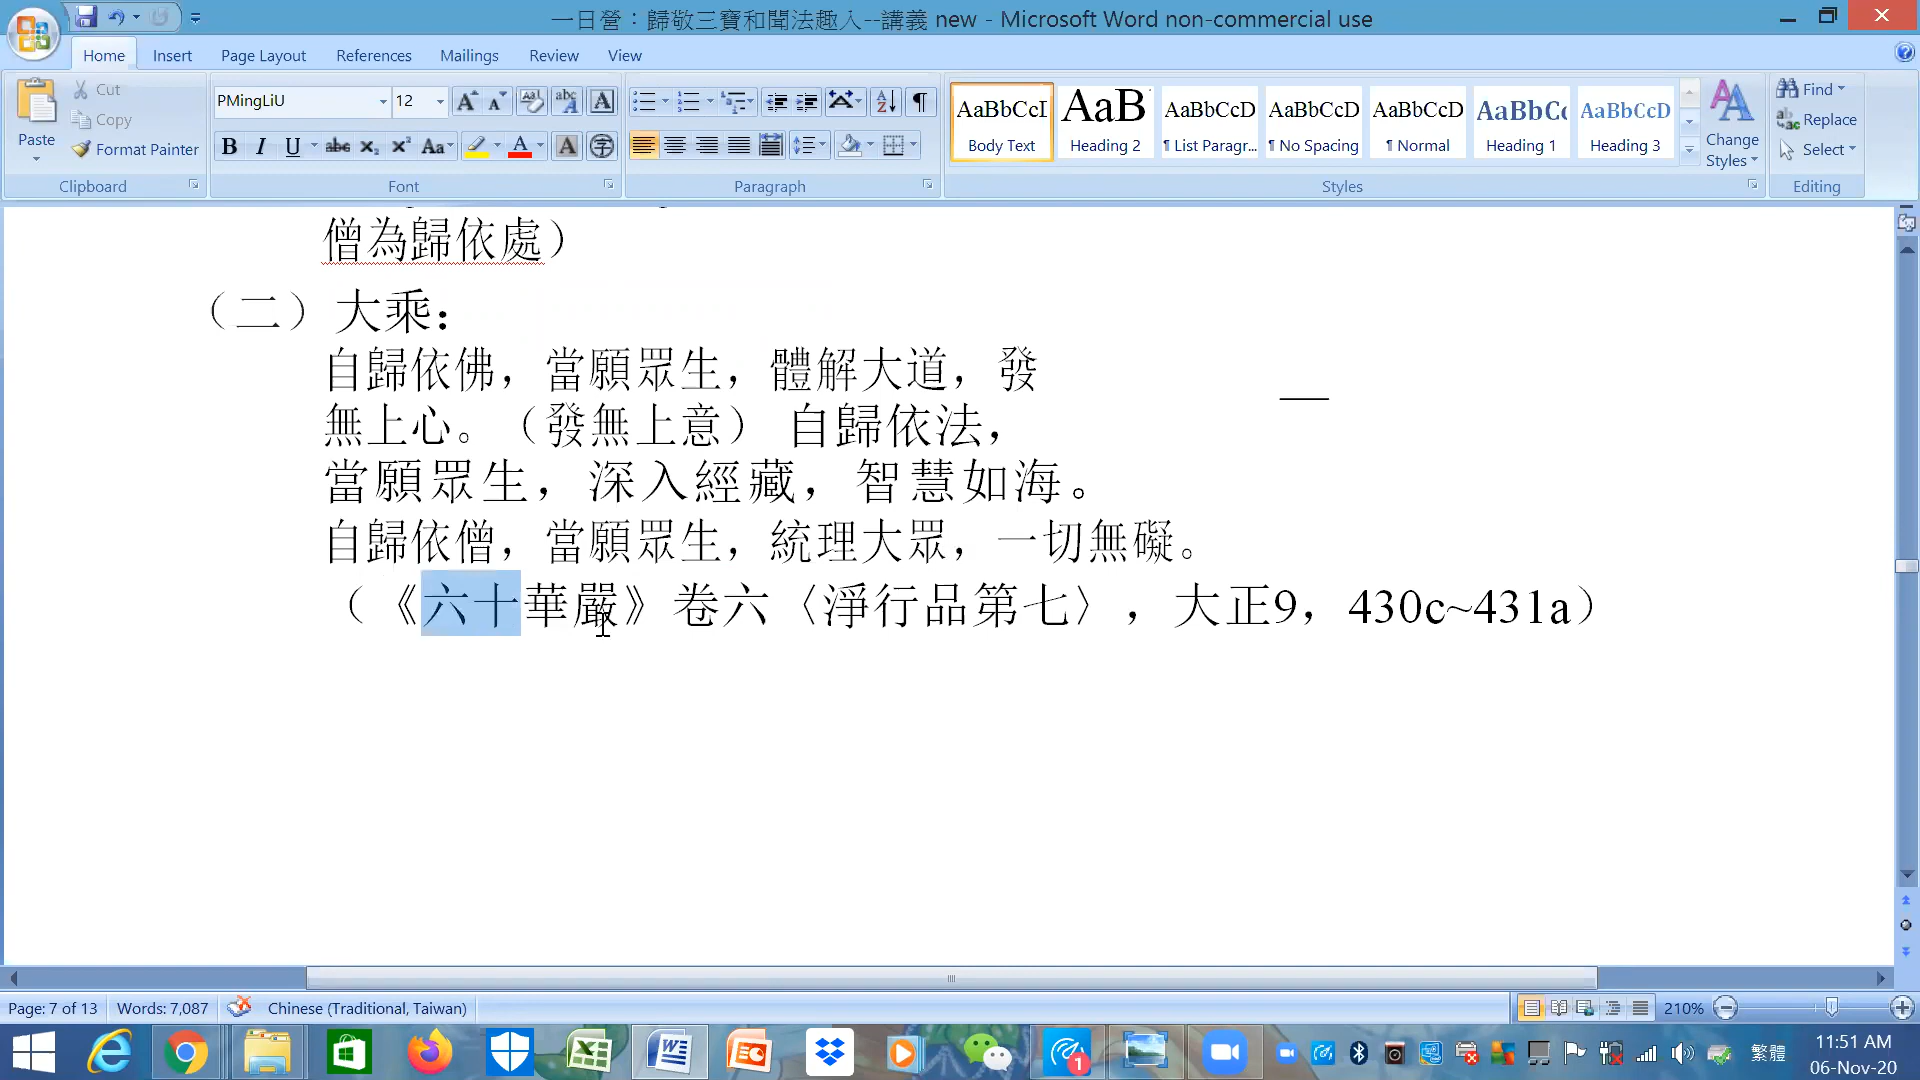 一日營：歸敬三寶和聞法趣入--講義 new - Microsoft Word non-commercial use
Home Insert Page Layout References Mailings Review View
Paste
Cut
Copy
Format Painter
Clipboard
PMingLiU 12
Font
Paragraph
AaBbCcI AaB AaBbCcD AaBbCcD AaBbCcD AaBbCc AaBbCcD
Body Text Heading 2 ¶ List Paragr... ¶ No Spacing ¶ Normal Heading 1 Heading 3
Change Styles
Styles
Find
Replace
Select
Editing
僧為歸依處）
（二）大乘：
自歸依佛，當願眾生，體解大道，發
無上心。（發無上意） 自歸依法，
當願眾生，深入經藏，智慧如海。
自歸依僧，當願眾生，統理大眾，一切無礙。
（《六十華嚴》卷六〈淨行品第七〉，大正9，430c~431a）
Page: 7 of 13 Words: 7,087 Chinese (Traditional, Taiwan) 210%
1 繁體 11:51 AM
06-Nov-20